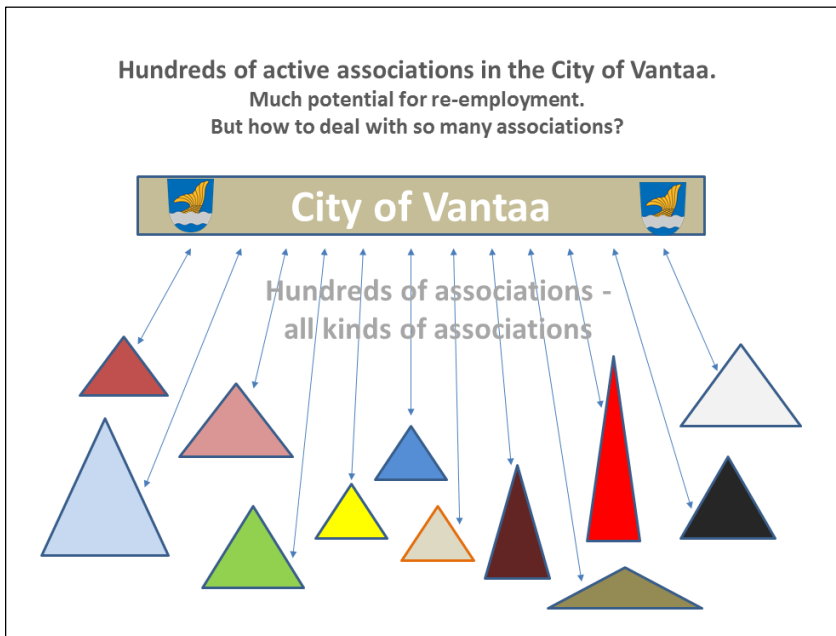 Hundreds of active associations in the City of Vantaa.
Much potential for re-employment.
But how to deal with so many associations?
City of Vantaa
Hundreds of associations -
all kinds of associations